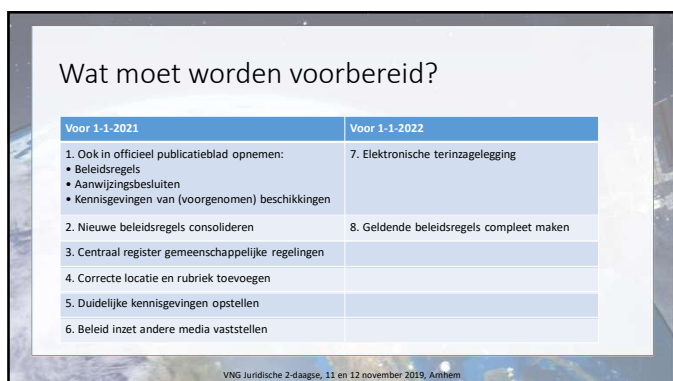 Wat moet worden voorbereid?
Voor 1-1-2021 Voor 1-1-2022
1. Ook in officieel publicatieblad opnemen: 7. Elektronische terinzagelegging
• Beleidsregels
• Aanwijzingsbesluiten
• Kennisgevingen van (voorgenomen) beschikkingen
2. Nieuwe beleidsregels consolideren 8. Geldende beleidsregels compleet maken
3. Centraal register gemeenschappelijke regelingen
4. Correcte locatie en rubriek toevoegen
5. Duidelijke kennisgevingen opstellen
6. Beleid inzet andere media vaststellen
VNG Juridische 2-daagse, 11 en 12 november 2019, Arnhem